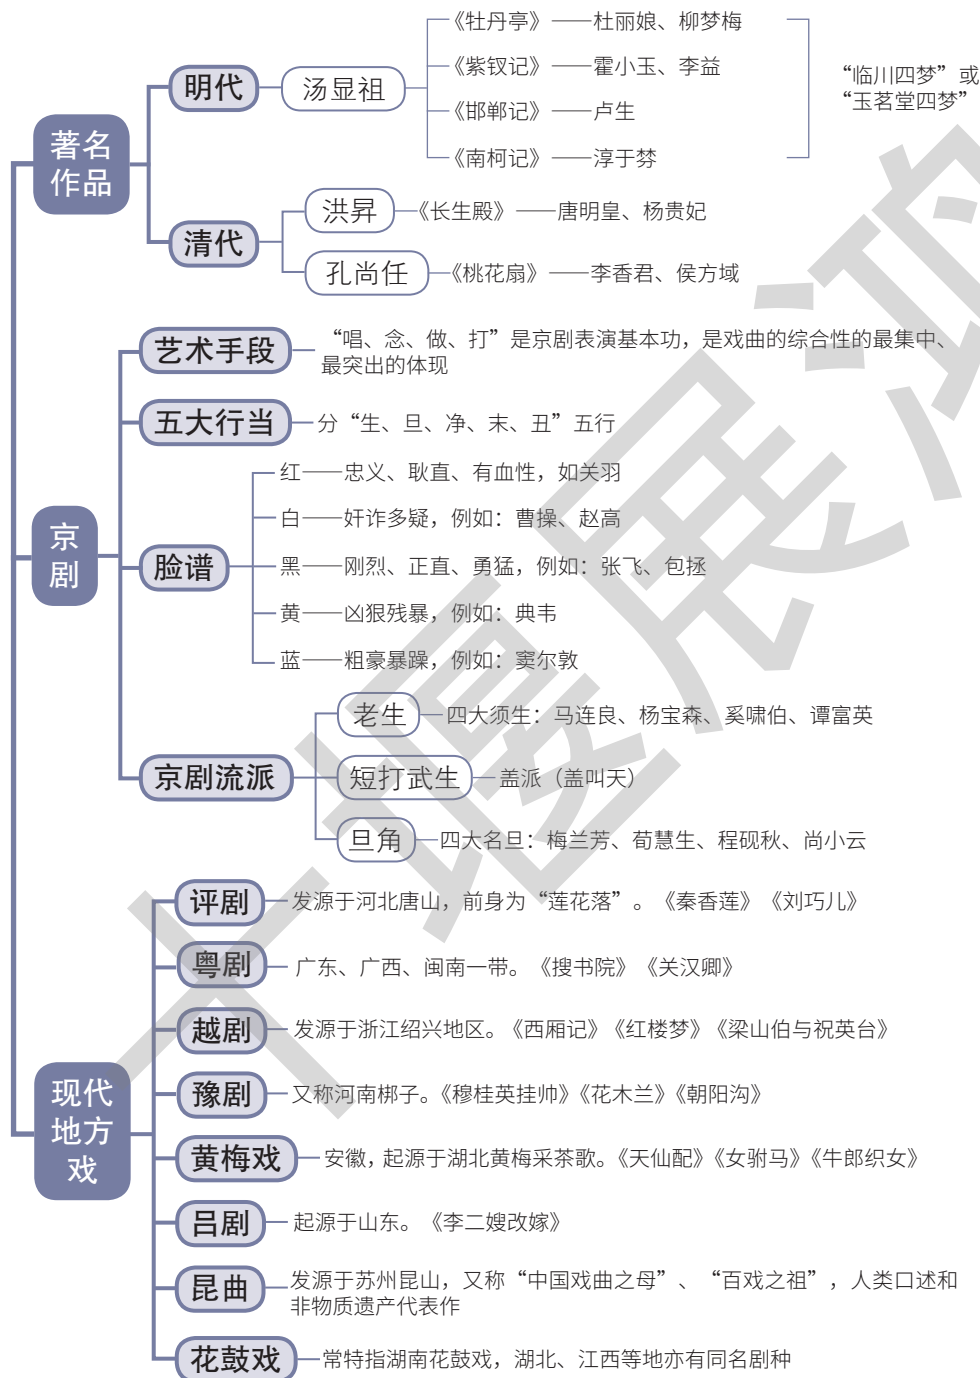 著名
作品
明代
汤显祖
《牡丹亭》——杜丽娘、柳梦梅
《紫钗记》——霍小玉、李益
《邯郸记》——卢生
《南柯记》——淳于棼
“临川四梦”或
“玉茗堂四梦”
清代
洪昇
《长生殿》——唐明皇、杨贵妃
孔尚任
《桃花扇》——李香君、侯方域
京
剧
艺术手段
“唱、念、做、打”是京剧表演基本功，是戏曲的综合性的最集中、
最突出的体现
五大行当
分“生、旦、净、末、丑”五行
脸谱
红——忠义、耿直、有血性，如关羽
白——奸诈多疑，例如：曹操、赵高
黑——刚烈、正直、勇猛，例如：张飞、包拯
黄——凶狠残暴，例如：典韦
蓝——粗豪暴躁，例如：窦尔敦
京剧流派
老生
四大须生：马连良、杨宝森、奚啸伯、谭富英
短打武生
盖派（盖叫天）
旦角
四大名旦：梅兰芳、荀慧生、程砚秋、尚小云
现代
地方
戏
评剧
发源于河北唐山，前身为“莲花落”。《秦香莲》《刘巧儿》
粤剧
广东、广西、闽南一带。《搜书院》《关汉卿》
越剧
发源于浙江绍兴地区。《西厢记》《红楼梦》《梁山伯与祝英台》
豫剧
又称河南梆子。《穆桂英挂帅》《花木兰》《朝阳沟》
黄梅戏
安徽，起源于湖北黄梅采茶歌。《天仙配》《女驸马》《牛郎织女》
吕剧
起源于山东。《李二嫂改嫁》
昆曲
发源于苏州昆山，又称“中国戏曲之母”、“百戏之祖”，人类口述和
非物质遗产代表作
花鼓戏
常特指湖南花鼓戏，湖北、江西等地亦有同名剧种
十堰展鸿